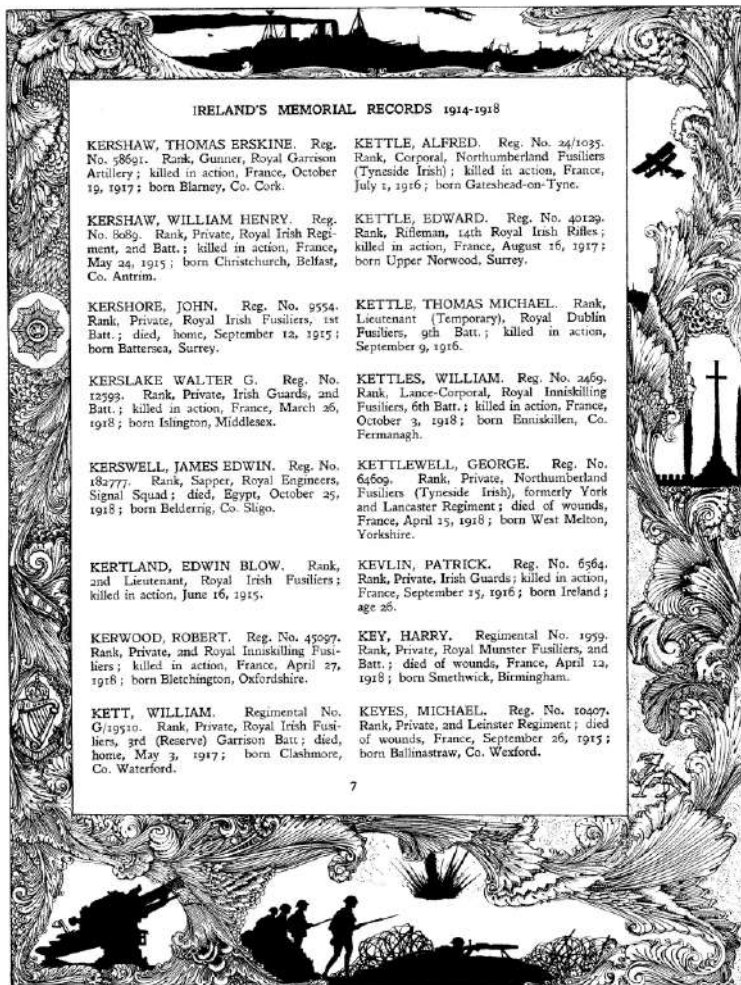 IRELAND'S MEMORIAL RECORDS 1914-1918
KERSHAW, THOMAS ERSKINE. Reg.
No. 58691. Rank, Gunner, Royal Garrison
Artillery; killed in action, France, October
19, 1917; born Blarney, Co. Cork.
KERSHAW, WILLIAM HENRY. Reg.
No. 8089. Rank, Private, Royal Irish Regi-
ment, 2nd Batt.; killed in action, France,
May 24, 1915; born Christchurch, Belfast,
Co. Antrim.
KERSHORE, JOHN. Reg. No. 9554.
Rank, Private, Royal Irish Fusiliers, 1st
Batt.; died, home, September 12, 1915;
born Battersea, Surrey.
KERSLAKE WALTER G. Reg. No.
12593. Rank, Private, Irish Guards, 2nd
Batt.; killed in action, France, March 26,
1918; born Islington, Middlesex.
KERSWELL, JAMES EDWIN. Reg. No.
182777. Rank, Sapper, Royal Engineers,
Signal Squad; died, Egypt, October 25,
1918; born Belderrig, Co. Sligo.
KERTLAND, EDWIN BLOW. Rank,
2nd Lieutenant, Royal Irish Fusiliers;
killed in action, June 16, 1915.
KERWOOD, ROBERT. Reg. No. 45097.
Rank, Private, 2nd Royal Inniskilling Fusi-
liers; killed in action, France, April 27,
1918; born Bletchington, Oxfordshire.
KETT, WILLIAM. Regimental No.
G/19510. Rank, Private, Royal Irish Fusi-
liers, 3rd (Reserve) Garrison Batt; died,
home, May 3, 1917; born Clashmore,
Co. Waterford.
KETTLE, ALFRED. Reg. No. 24/1035.
Rank, Corporal, Northumberland Fusiliers
(Tyneside Irish); killed in action, France,
July 1, 1916; born Gateshead-on-Tyne.
KETTLE, EDWARD. Reg. No. 40129.
Rank, Rifleman, 14th Royal Irish Rifles;
killed in action, France, August 16, 1917;
born Upper Norwood, Surrey.
KETTLE, THOMAS MICHAEL. Rank,
Lieutenant (Temporary), Royal Dublin
Fusiliers, 9th Batt.; killed in action,
September 9, 1916.
KETTLES, WILLIAM. Reg. No. 2469.
Rank, Lance-Corporal, Royal Inniskilling
Fusiliers, 6th Batt.; killed in action, France,
October 3, 1918; born Enniskillen, Co.
Fermanagh.
KETTLEWELL, GEORGE. Reg. No.
64609. Rank, Private, Northumberland
Fusiliers (Tyneside Irish), formerly York
and Lancaster Regiment; died of wounds,
France, April 15, 1918; born West Melton,
Yorkshire.
KEVLIN, PATRICK. Reg. No. 6564.
Rank, Private, Irish Guards; killed in action,
France, September 15, 1916; born Ireland;
age 26.
KEY, HARRY. Regimental No. 1959.
Rank, Private, Royal Munster Fusiliers, 2nd
Batt.; died of wounds, France, April 12,
1918; born Smethwick, Birmingham.
KEYES, MICHAEL. Reg. No. 10407.
Rank, Private, 2nd Leinster Regiment; died
of wounds, France, September 26, 1915;
born Ballinastraw, Co. Wexford.
7